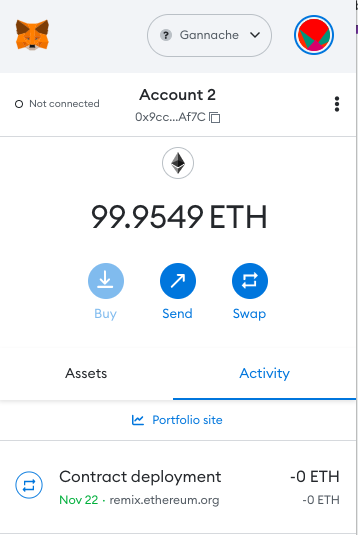 ? Gannache
Not connected
Account 2
0x9cc...Af7C
99.9549 ETH
Buy Send Swap
Assets Activity
Portfolio site
Contract deployment -0 ETH
Nov 22 · remix.ethereum.org -0 ETH